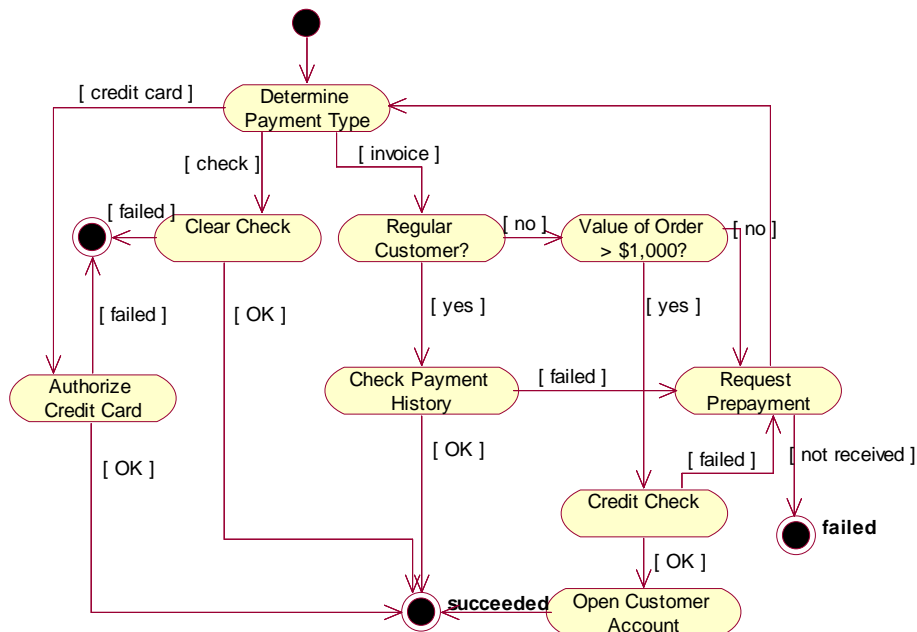 [ credit card ]
Determine
Payment Type
[ check ]
[ invoice ]
[ failed ]
Clear Check
Regular
Customer?
[ no ]
Value of Order
> $1,000?
[ no ]
[ failed ]
[ OK ]
[ yes ]
[ yes ]
Authorize
Credit Card
Check Payment
History
[ failed ]
Request
Prepayment
[ OK ]
[ OK ]
[ failed ]
[ not received ]
Credit Check
failed
[ OK ]
succeeded
Open Customer
Account